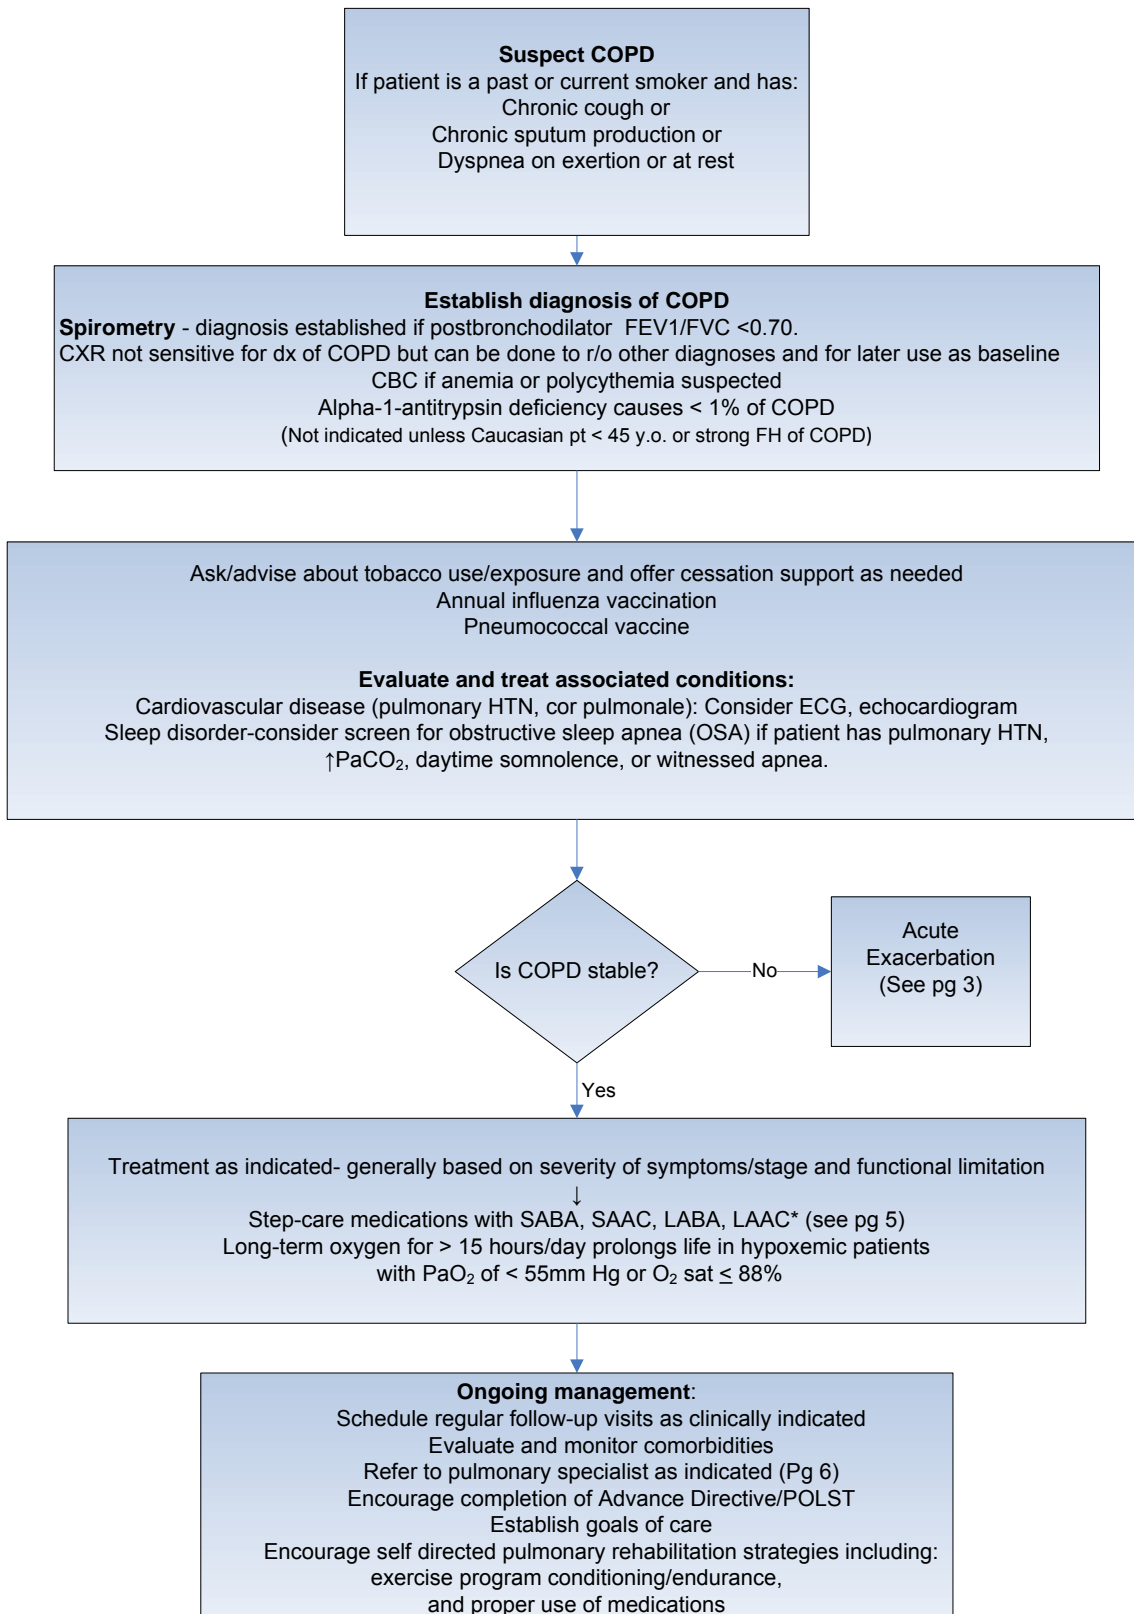 Suspect COPD
If patient is a past or current smoker and has:
Chronic cough or
Chronic sputum production or
Dyspnea on exertion or at rest
Establish diagnosis of COPD
Spirometry - diagnosis established if postbronchodilator FEV1/FVC <0.70.
CXR not sensitive for dx of COPD but can be done to r/o other diagnoses and for later use as baseline
CBC if anemia or polycythemia suspected
Alpha-1-antitrypsin deficiency causes < 1% of COPD
(Not indicated unless Caucasian pt < 45 y.o. or strong FH of COPD)
Ask/advise about tobacco use/exposure and offer cessation support as needed
Annual influenza vaccination
Pneumococcal vaccine
Evaluate and treat associated conditions:
Cardiovascular disease (pulmonary HTN, cor pulmonale): Consider ECG, echocardiogram
Sleep disorder-consider screen for obstructive sleep apnea (OSA) if patient has pulmonary HTN,
↑PaCO₂, daytime somnolence, or witnessed apnea.
Is COPD stable?
No
Acute
Exacerbation
(See pg 3)
Yes
Treatment as indicated- generally based on severity of symptoms/stage and functional limitation
↓
Step-care medications with SABA, SAAC, LABA, LAAC* (see pg 5)
Long-term oxygen for > 15 hours/day prolongs life in hypoxemic patients
with PaO₂ of < 55mm Hg or O₂ sat ≤ 88%
Ongoing management:
Schedule regular follow-up visits as clinically indicated
Evaluate and monitor comorbidities
Refer to pulmonary specialist as indicated (Pg 6)
Encourage completion of Advance Directive/POLST
Establish goals of care
Encourage self directed pulmonary rehabilitation strategies including:
exercise program conditioning/endurance,
and proper use of medications